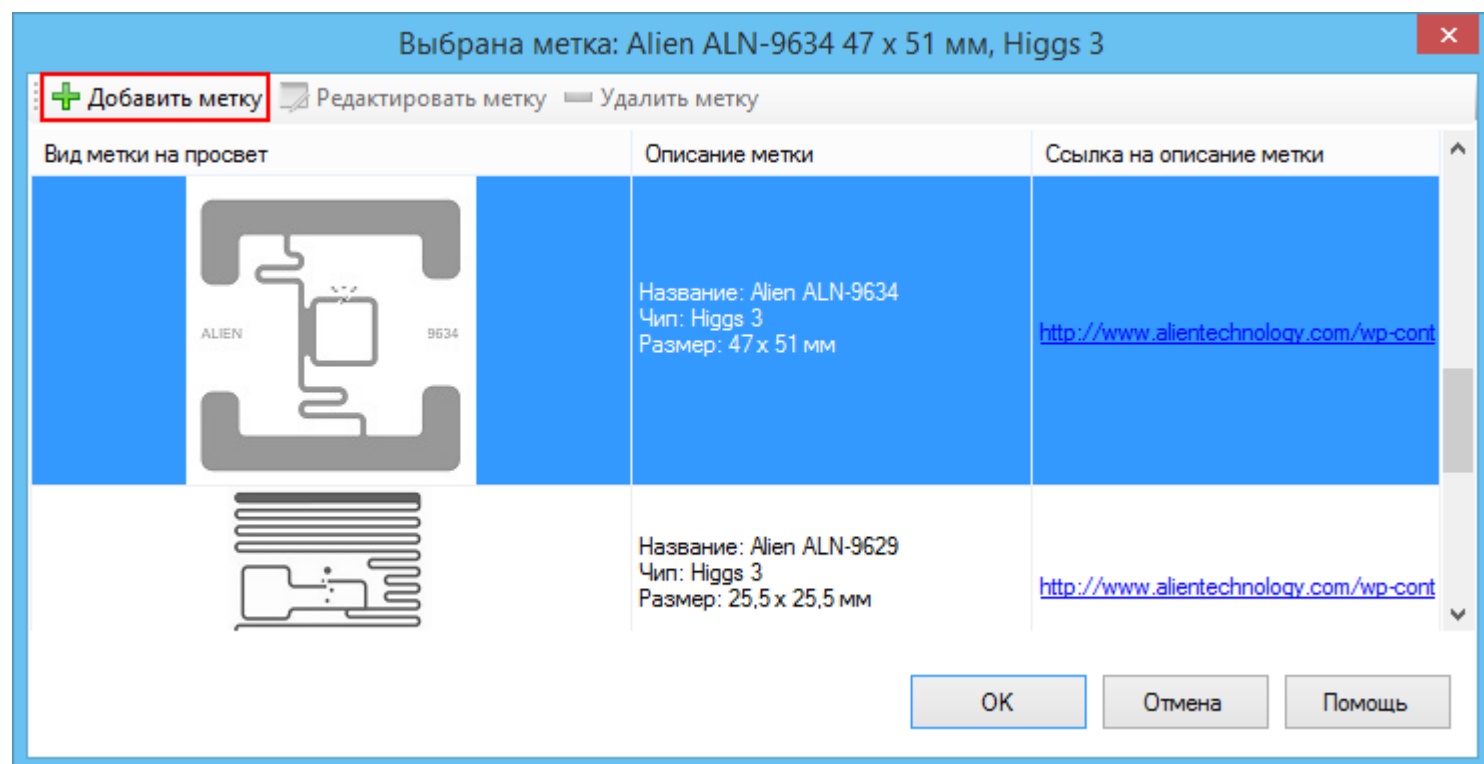 Выбрана метка: Alien ALN-9634 47 x 51 мм, Higgs 3
Добавить метку Редактировать метку Удалить метку
Вид метки на просвет Описание метки Ссылка на описание метки
ALIEN 9634
Название: Alien ALN-9634
Чип: Higgs 3
Размер: 47 x 51 мм
http://www.alientechnology.com/wp-cont
Название: Alien ALN-9629
Чип: Higgs 3
Размер: 25,5 x 25,5 мм
http://www.alientechnology.com/wp-cont
OK Отмена Помощь